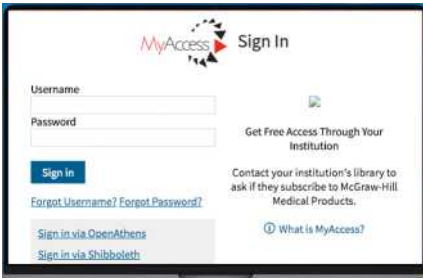 MyAccess Sign In
Username
Password
Sign in
Forgot Username? Forgot Password?
Sign in via OpenAthens
Sign in via Shibboleth
Get Free Access Through Your
Institution
Contact your institution's library to
ask if they subscribe to McGraw-Hill
Medical Products.
What is MyAccess?